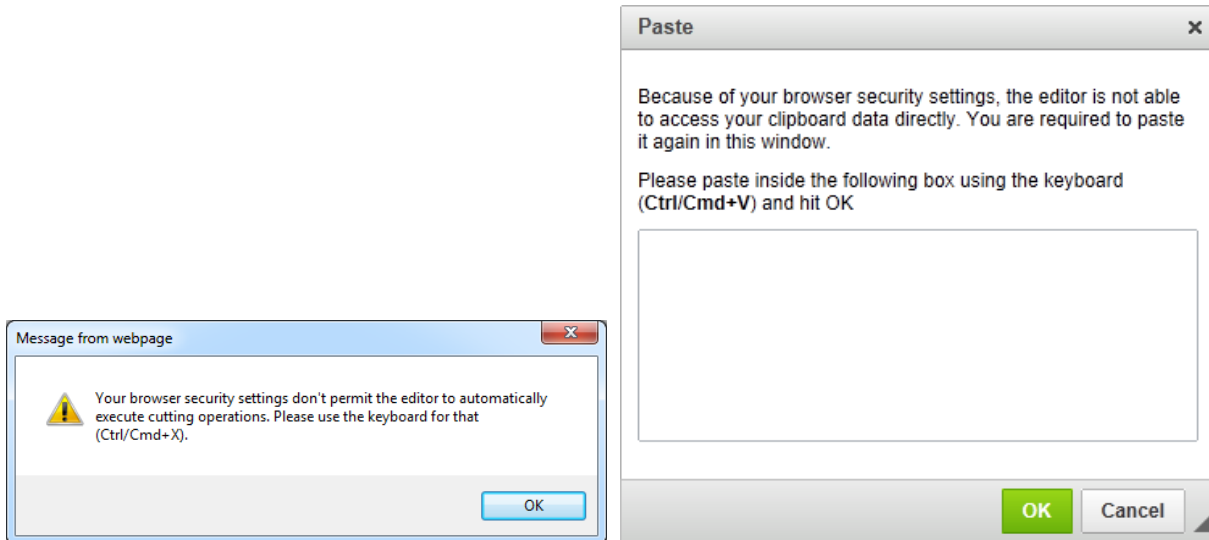 Paste
Because of your browser security settings, the editor is not able
to access your clipboard data directly. You are required to paste
it again in this window.
Please paste inside the following box using the keyboard
(Ctrl/Cmd+V) and hit OK
OK Cancel
Message from webpage
Your browser security settings don't permit the editor to automatically
execute cutting operations. Please use the keyboard for that
(Ctrl/Cmd+X).
OK